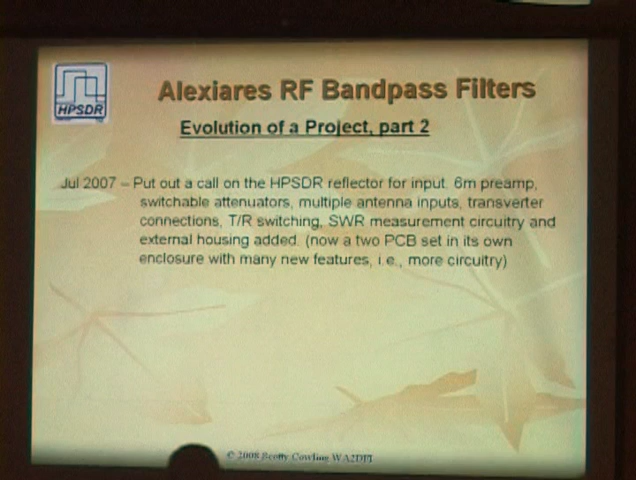 HPSDR
Alexiares RF Bandpass Filters
Evolution of a Project, part 2
Jul 2007 – Put out a call on the HPSDR reflector for input. 6m preamp,
switchable attenuators, multiple antenna inputs, transverter
connections, T/R switching, SWR measurement circuitry and
external housing added. (now a two PCB set in its own
enclosure with many new features, i.e., more circuitry)
© 2008 Scotty Cowling WA2DFI